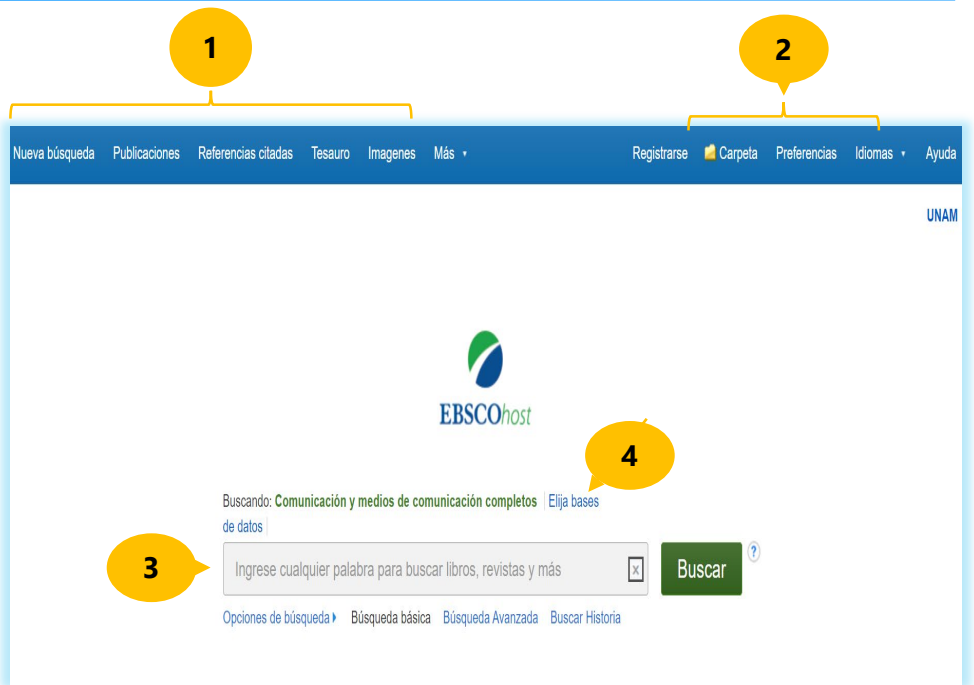 1
2
Nueva búsqueda Publicaciones Referencias citadas Tesauro Imagenes Más Registrarse Carpeta Preferencias Idiomas Ayuda
UNAM
EBSCOhost
4
Buscando: Comunicación y medios de comunicación completos Elija bases
de datos
3
Ingrese cualquier palabra para buscar libros, revistas y más x Buscar ?
Opciones de búsqueda Búsqueda básica Búsqueda Avanzada Buscar Historia